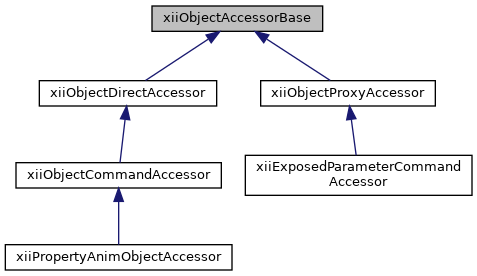 xiiObjectAccessorBase
xiiObjectDirectAccessor
xiiObjectProxyAccessor
xiiObjectCommandAccessor
xiiExposedParameterCommand
Accessor
xiiPropertyAnimObjectAccessor